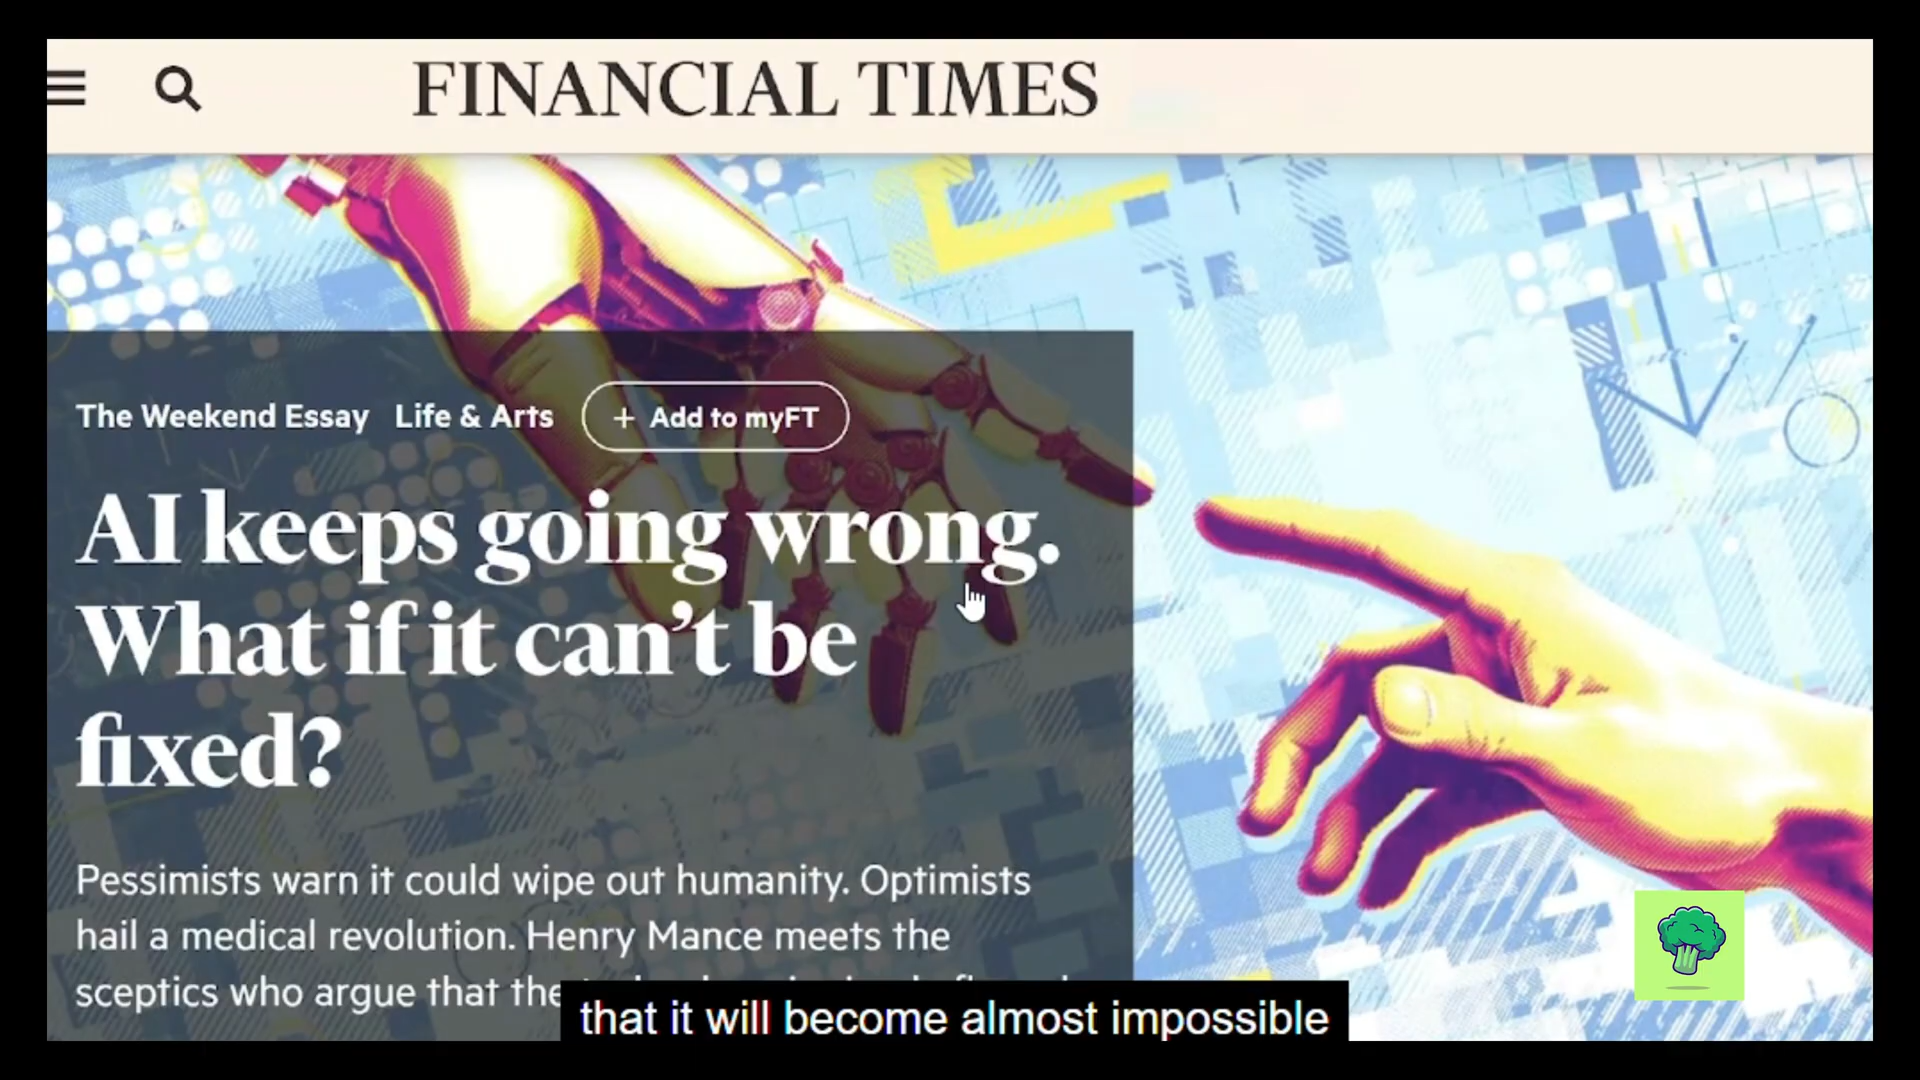 FINANCIAL TIMES
The Weekend Essay Life & Arts + Add to myFT
AI keeps going wrong.
What if it can't be
fixed?
Pessimists warn it could wipe out humanity. Optimists
hail a medical revolution. Henry Mance meets the
sceptics who argue that the
that it will become almost impossible